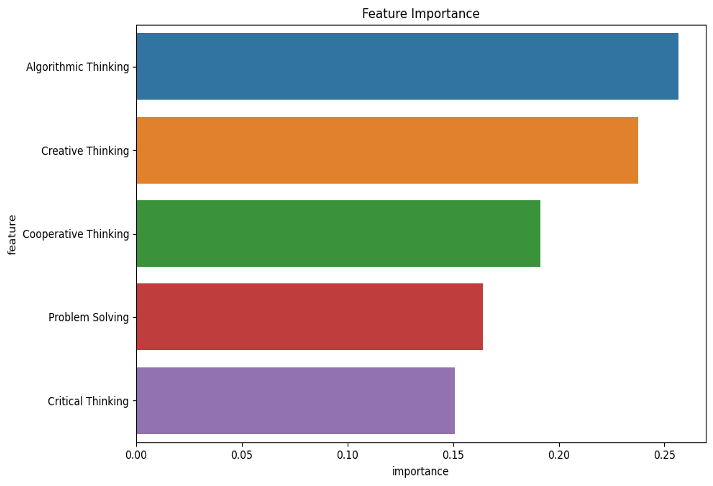 Feature Importance
Algorithmic Thinking
Creative Thinking
Cooperative Thinking
Problem Solving
Critical Thinking
feature
0.00 0.05 0.10 0.15 0.20 0.25
importance